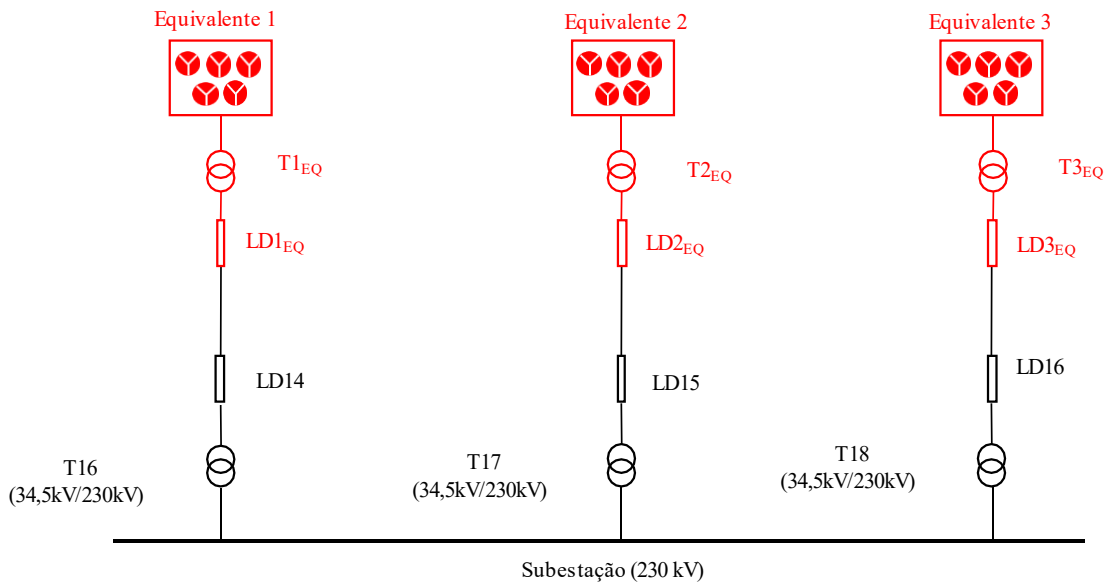 Equivalente 1
Equivalente 2
Equivalente 3
T1EQ
T2EQ
T3EQ
LD1EQ
LD2EQ
LD3EQ
LD14
LD15
LD16
T16
(34,5kV/230kV)
T17
(34,5kV/230kV)
T18
(34,5kV/230kV)
Subestação (230 kV)